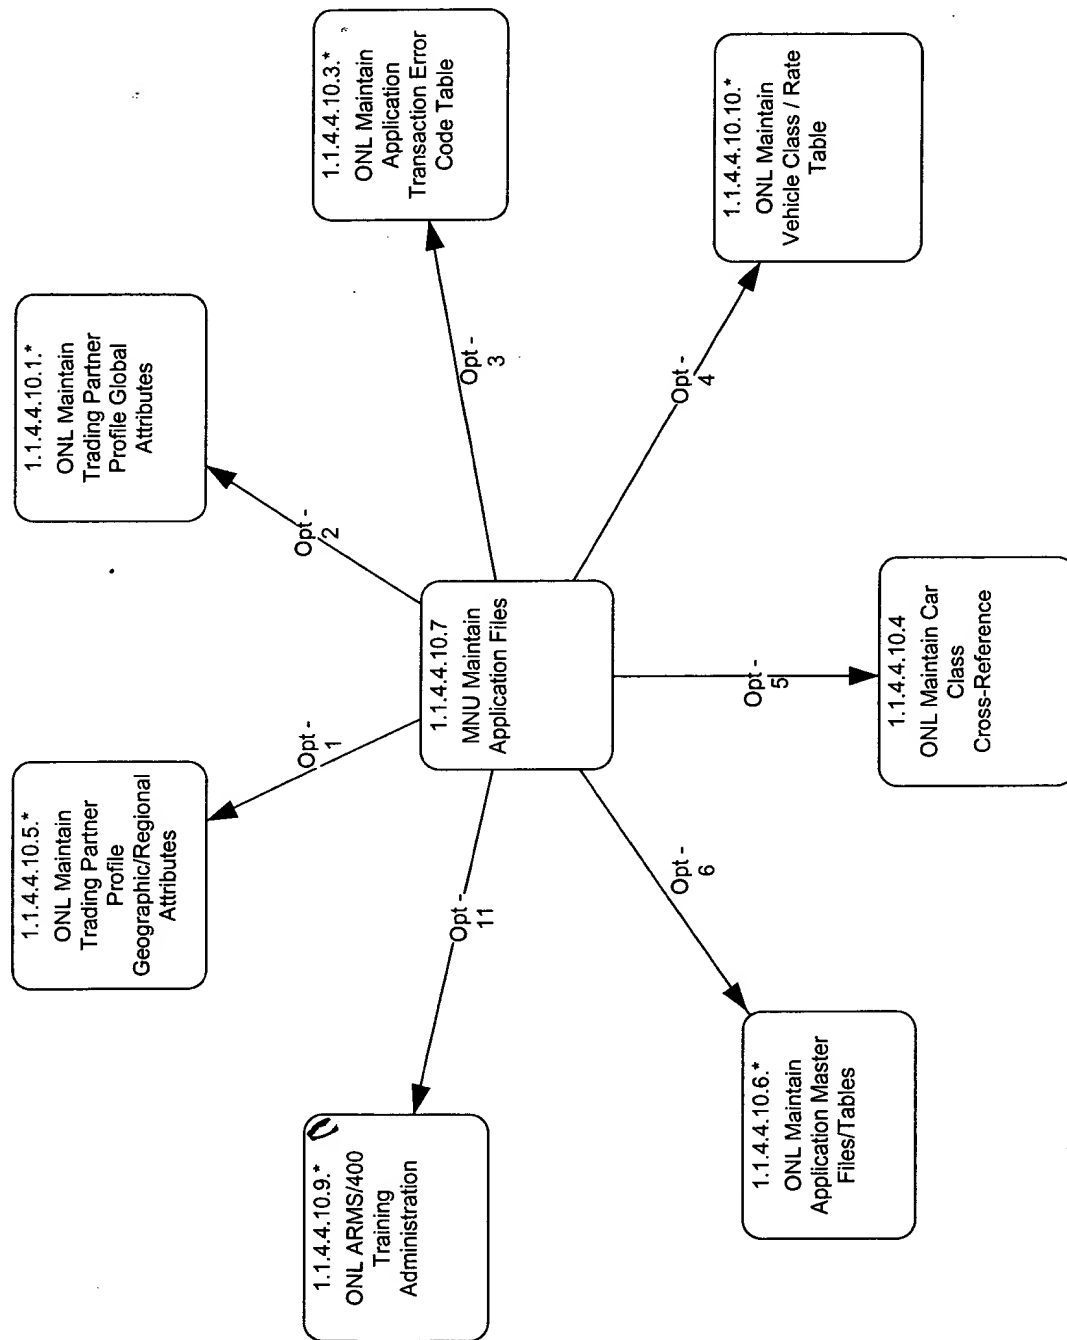 1.1.4.4.10.3.*
ONL Maintain
Application
Transaction Error
Code Table
1.1.4.4.10.1.*
ONL Maintain
Trading Partner
Profile Global
Attributes
1.1.4.4.10.10.*
ONL Maintain
Vehicle Class / Rate
Table
Opt -
3
Opt -
2
Opt -
4
1.1.4.4.10.7
MNU Maintain
Application Files
1.1.4.4.10.5.*
ONL Maintain
Trading Partner
Profile
Geographic/Regional
Attributes
Opt -
1
Opt -
5
1.1.4.4.10.4
ONL Maintain Car
Class
Cross-Reference
Opt -
11
Opt -
6
1.1.4.4.10.9.*
ONL ARMS/400
Training
Administration
1.1.4.4.10.6.*
ONL Maintain
Application Master
Files/Tables